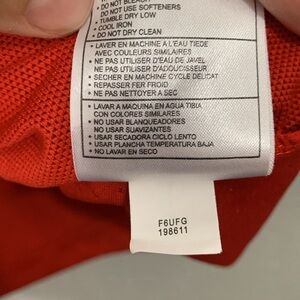 • DO NOT BLEACH
• DO NOT USE SOFTENERS
• TUMBLE DRY LOW
• COOL IRON
• DO NOT DRY CLEAN
• LAVER EN MACHINE A L'EAU TIEDE
AVEC COULEURS SIMILAIRES
• NE PAS UTILISER D'EAU DE JAVEL
• NE PAS UTILISER D'ADOUCISSEUR
• SECHER EN MACHINE CYCLE DELICAT
• REPASSER FER FROID
• NE PAS NETTOYER A SEC
• LAVAR A MAQUINA EN AGUA TIBIA
CON COLORES SIMILARES
• NO USAR BLANQUEADORES
• NO USAR SUAVIZANTES
• USAR SECADORA CICLO LENTO
• USAR PLANCHA TEMPERATURA BAJA
• NO LAVAR EN SECO
F6UFG
198611